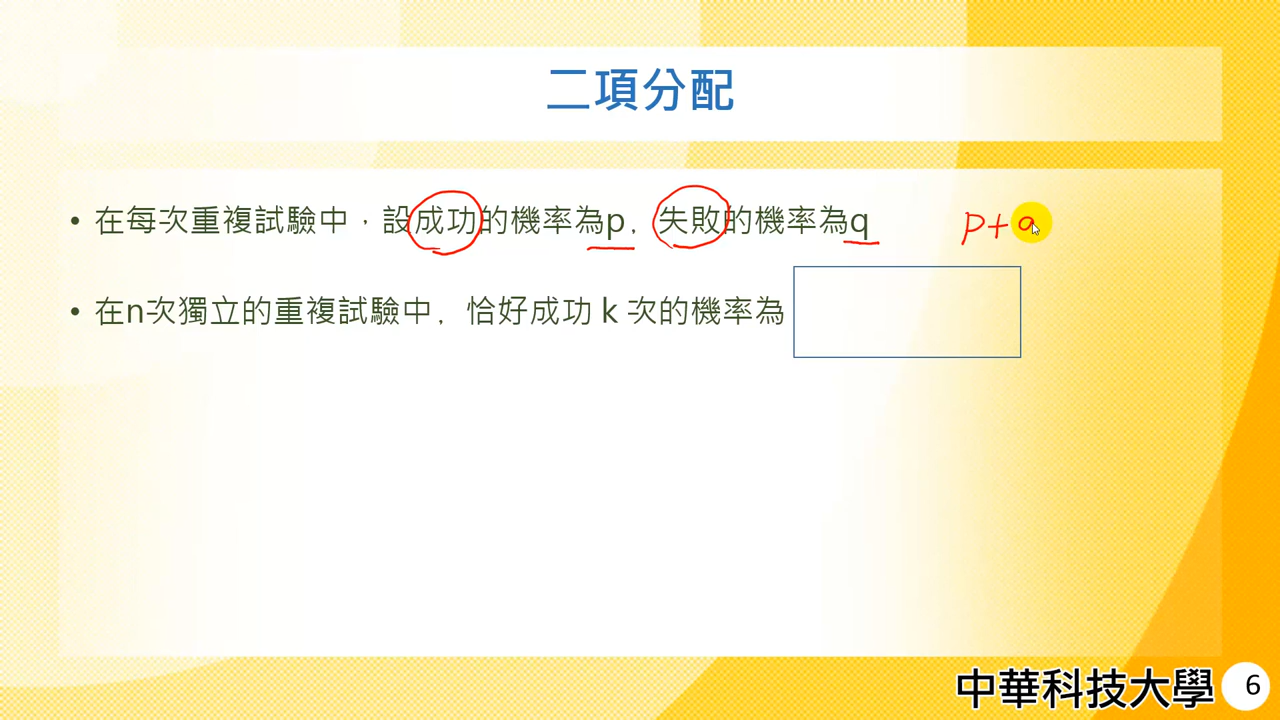 二項分配
• 在每次重複試驗中，設成功的機率為p，失敗的機率為q
p+
• 在n次獨立的重複試驗中，恰好成功 k 次的機率為
中華科技大學 6